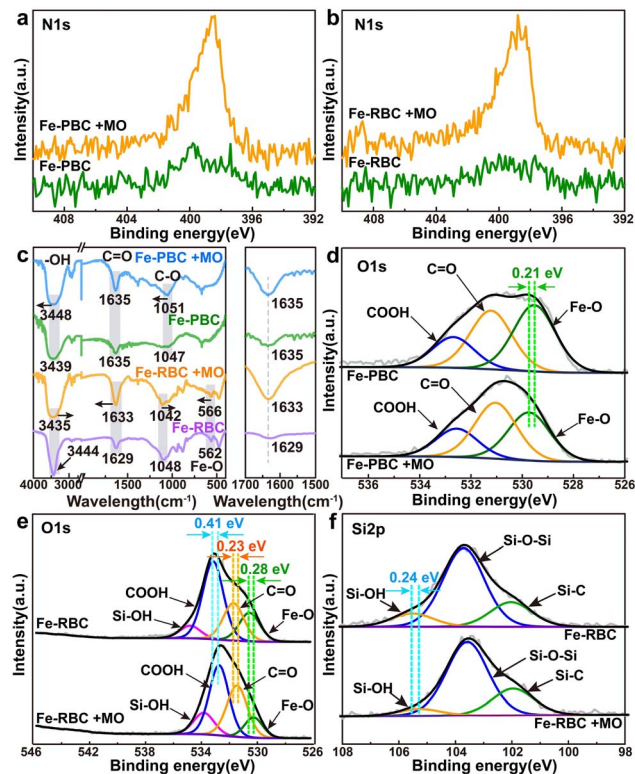 a N1s
Fe-PBC +MO
Fe-PBC
Intensity(a.u.)
408 404 400 396 392
Binding energy(eV)
b N1s
Fe-RBC +MO
Fe-RBC
Intensity(a.u.)
408 404 400 396 392
Binding energy(eV)
c
-OH C=O Fe-PBC +MO
C-O
3448 1635 1051 1635
Fe-PBC
3439 1635 1047 1635
Fe-RBC +MO
3435 1633 1042 566 1633
Fe-RBC
3444 1629 1048 562 1629
Fe-O
4000 3000 2000 1500 1000 500 1700 1600 1500
Wavelength(cm⁻¹) Wavelength(cm⁻¹)
d O1s
0.21 eV
C=O
COOH
Fe-O
Fe-PBC
C=O
COOH
Fe-O
Fe-PBC +MO
Intensity(a.u.)
536 534 532 530 528 526
Binding energy(eV)
e O1s
0.41 eV
0.23 eV
0.28 eV
COOH
Si-OH
C=O
Fe-O
Fe-RBC
COOH
C=O
Si-OH
Fe-O
Fe-RBC +MO
Intensity(a.u.)
546 542 538 534 530 526
Binding energy(eV)
f Si2p
Si-O-Si
0.24 eV
Si-OH
Si-C
Fe-RBC
Si-O-Si
Si-C
Si-OH
Fe-RBC +MO
Intensity(a.u.)
108 106 104 102 100 98
Binding energy(eV)